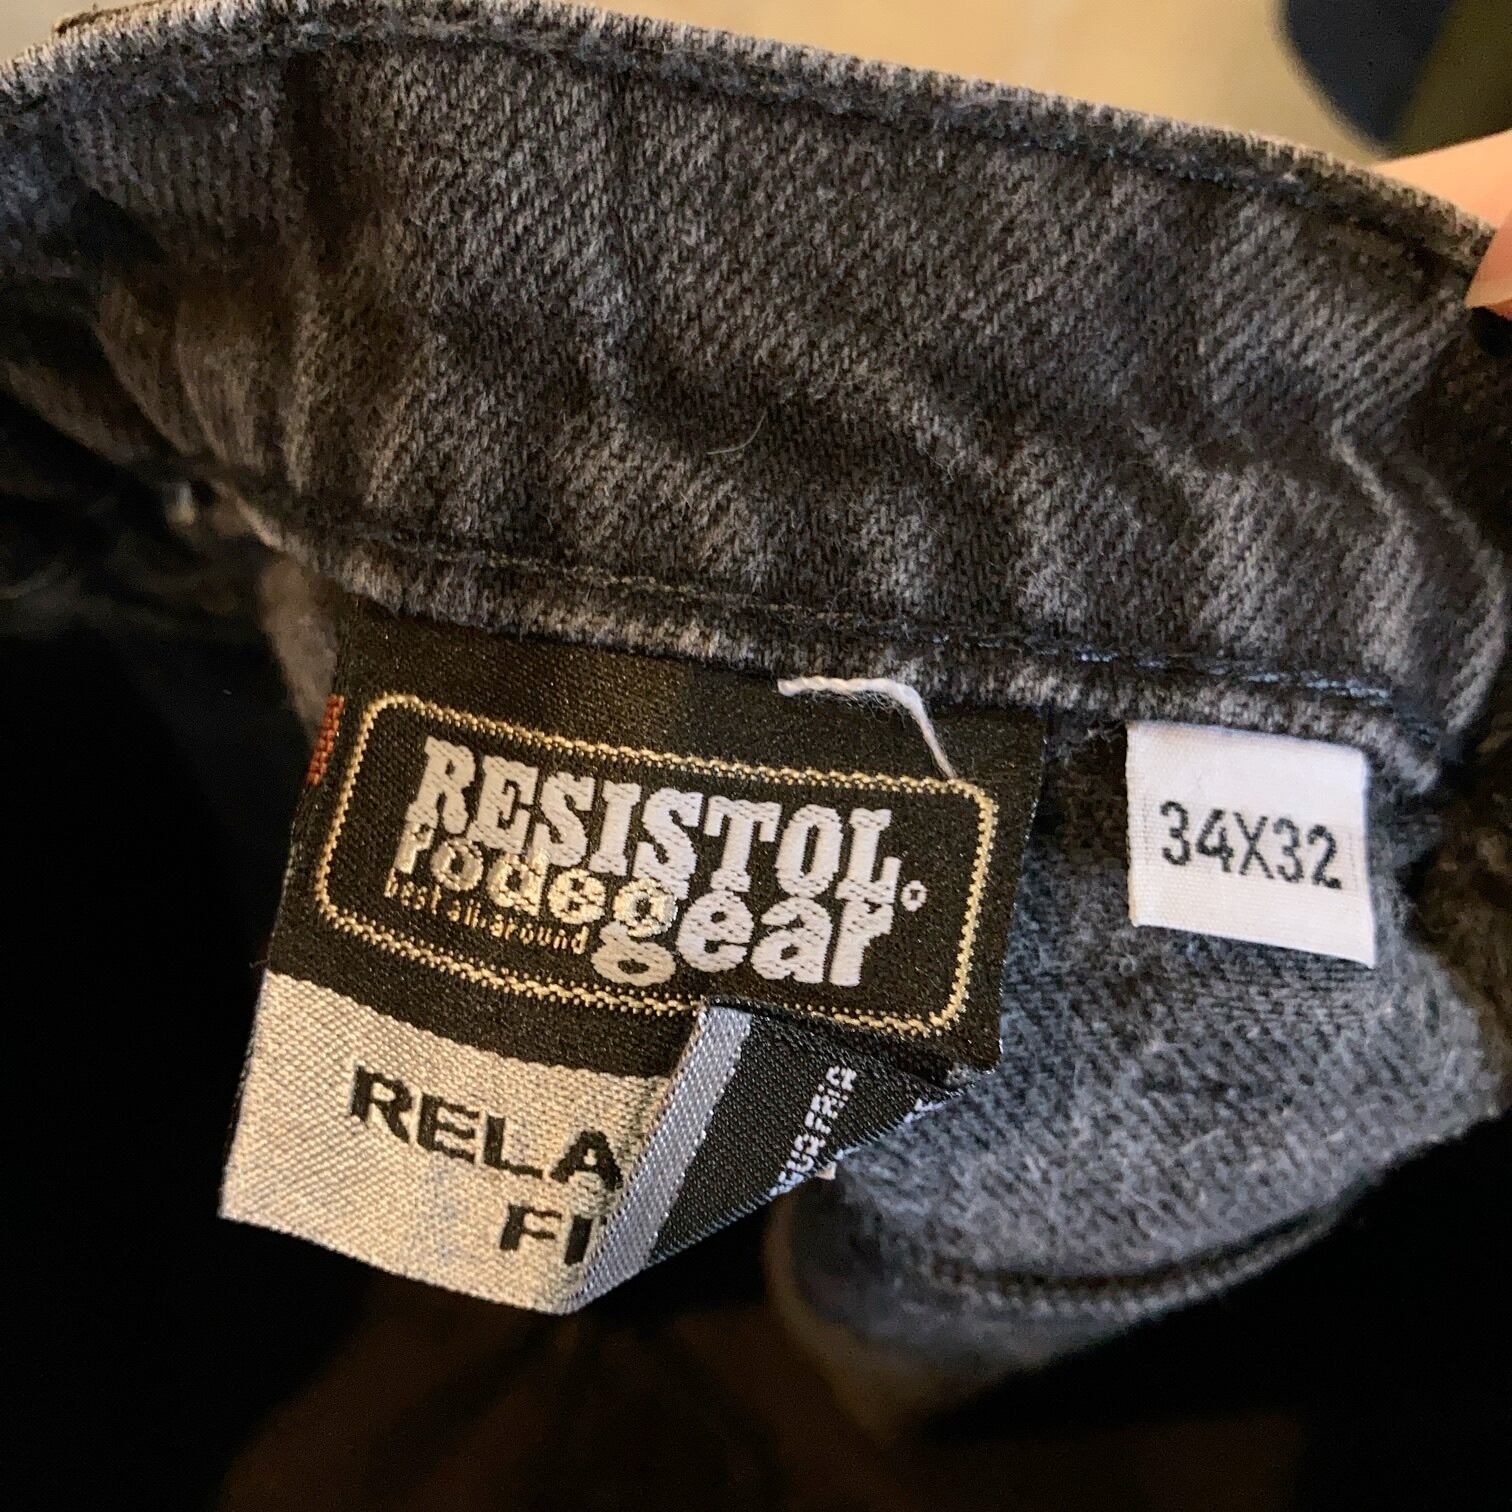 RESISTOL®
rodeo gear
best all around
34X32
RELA
FI